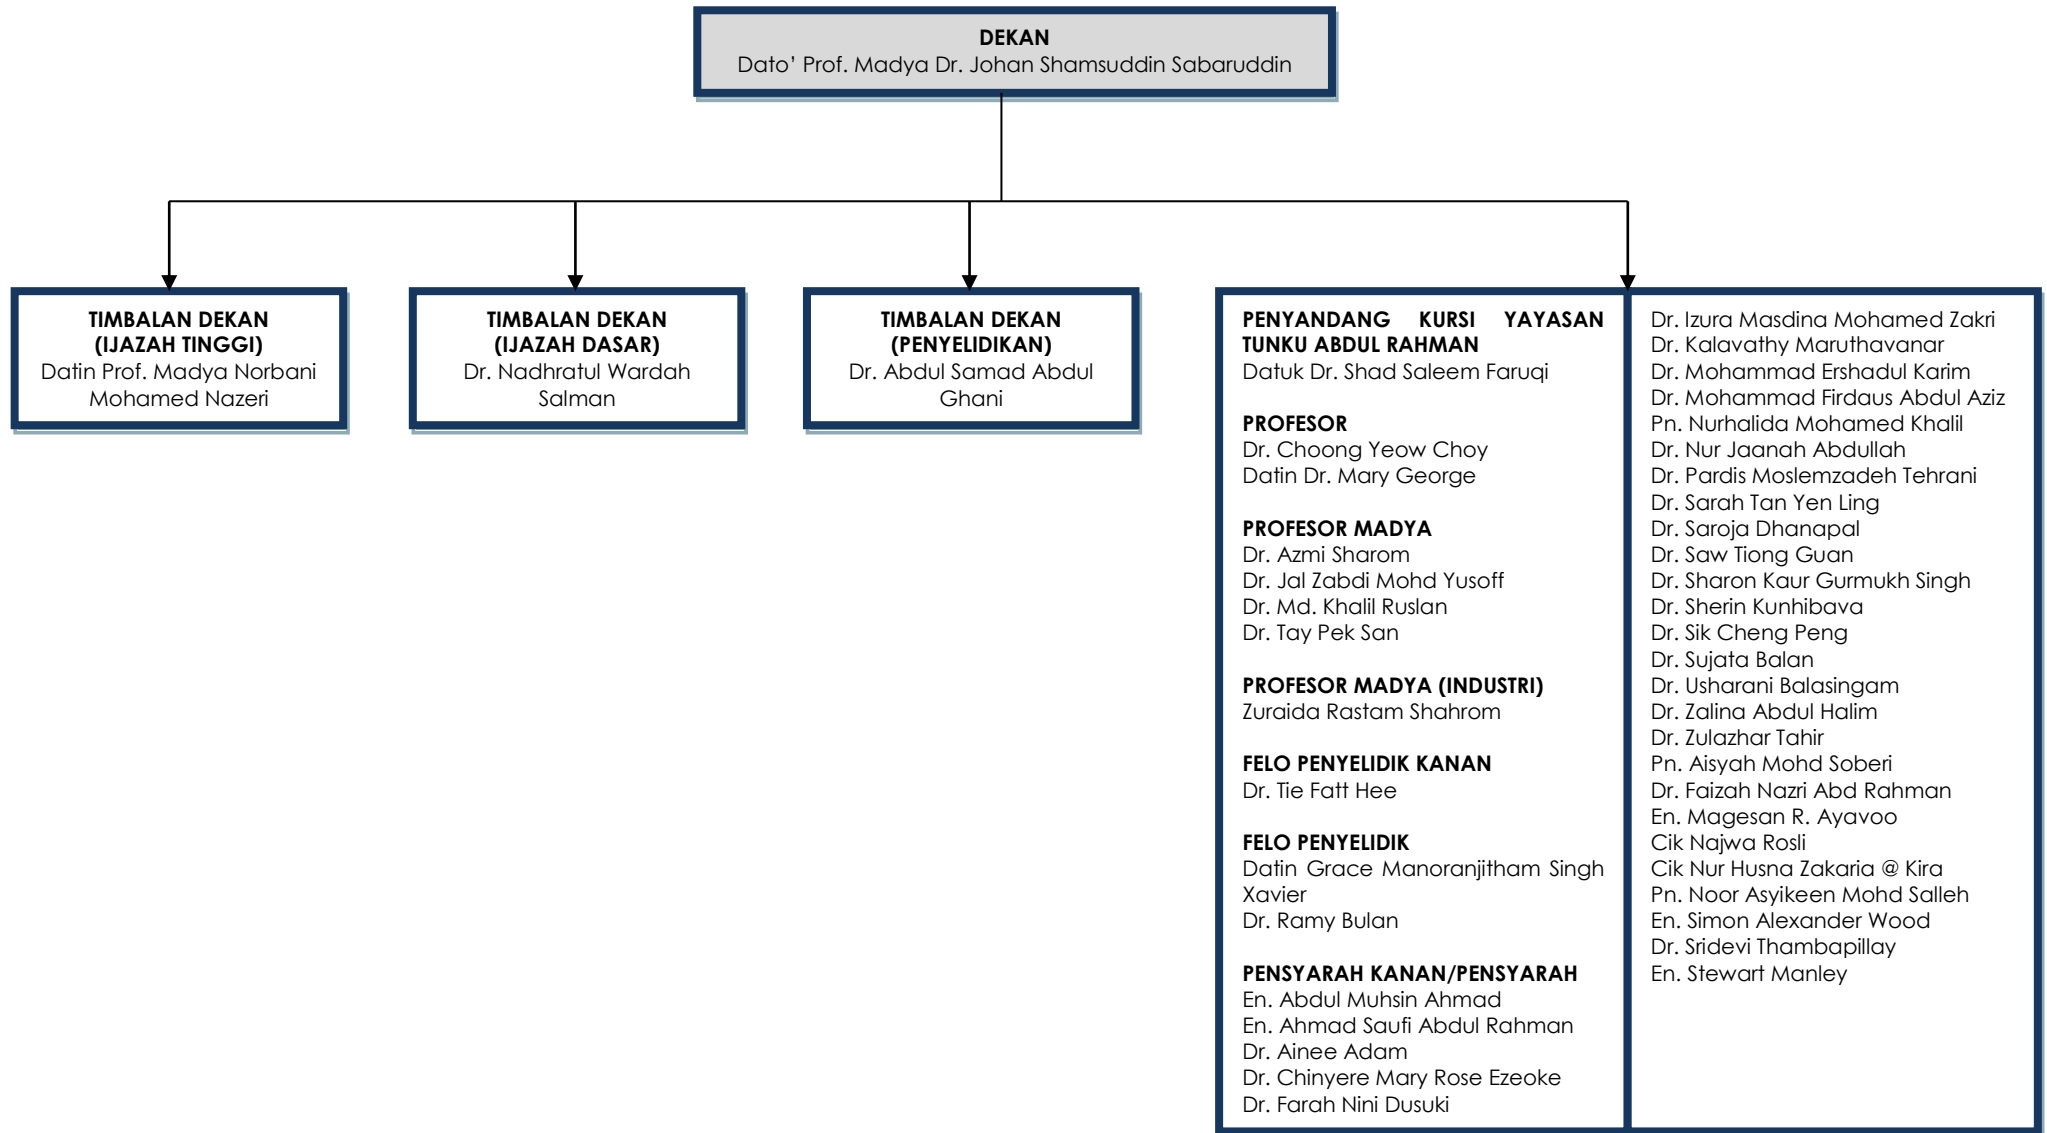 DEKAN
Dato’ Prof. Madya Dr. Johan Shamsuddin Sabaruddin
TIMBALAN DEKAN
(IJAZAH TINGGI)
Datin Prof. Madya Norbani
Mohamed Nazeri
TIMBALAN DEKAN
(IJAZAH DASAR)
Dr. Nadhratul Wardah
Salman
TIMBALAN DEKAN
(PENYELIDIKAN)
Dr. Abdul Samad Abdul
Ghani
PENYANDANG KURSI YAYASAN
TUNKU ABDUL RAHMAN
Datuk Dr. Shad Saleem Faruqi
PROFESOR
Dr. Choong Yeow Choy
Datin Dr. Mary George
PROFESOR MADYA
Dr. Azmi Sharom
Dr. Jal Zabdi Mohd Yusoff
Dr. Md. Khalil Ruslan
Dr. Tay Pek San
PROFESOR MADYA (INDUSTRI)
Zuraida Rastam Shahrom
FELO PENYELIDIK KANAN
Dr. Tie Fatt Hee
FELO PENYELIDIK
Datin Grace Manoranjitham Singh
Xavier
Dr. Ramy Bulan
PENSYARAH KANAN/PENSYARAH
En. Abdul Muhsin Ahmad
En. Ahmad Saufi Abdul Rahman
Dr. Ainee Adam
Dr. Chinyere Mary Rose Ezeoke
Dr. Farah Nini Dusuki
Dr. Izura Masdina Mohamed Zakri
Dr. Kalavathy Maruthavanar
Dr. Mohammad Ershadul Karim
Dr. Mohammad Firdaus Abdul Aziz
Pn. Nurhalida Mohamed Khalil
Dr. Nur Jaanah Abdullah
Dr. Pardis Moslemzadeh Tehrani
Dr. Sarah Tan Yen Ling
Dr. Saroja Dhanapal
Dr. Saw Tiong Guan
Dr. Sharon Kaur Gurmukh Singh
Dr. Sherin Kunhibava
Dr. Sik Cheng Peng
Dr. Sujata Balan
Dr. Usharani Balasingam
Dr. Zalina Abdul Halim
Dr. Zulazhar Tahir
Pn. Aisyah Mohd Soberi
Dr. Faizah Nazri Abd Rahman
En. Magesan R. Ayavoo
Cik Najwa Rosli
Cik Nur Husna Zakaria @ Kira
Pn. Noor Asyikeen Mohd Salleh
En. Simon Alexander Wood
Dr. Sridevi Thambapillay
En. Stewart Manley